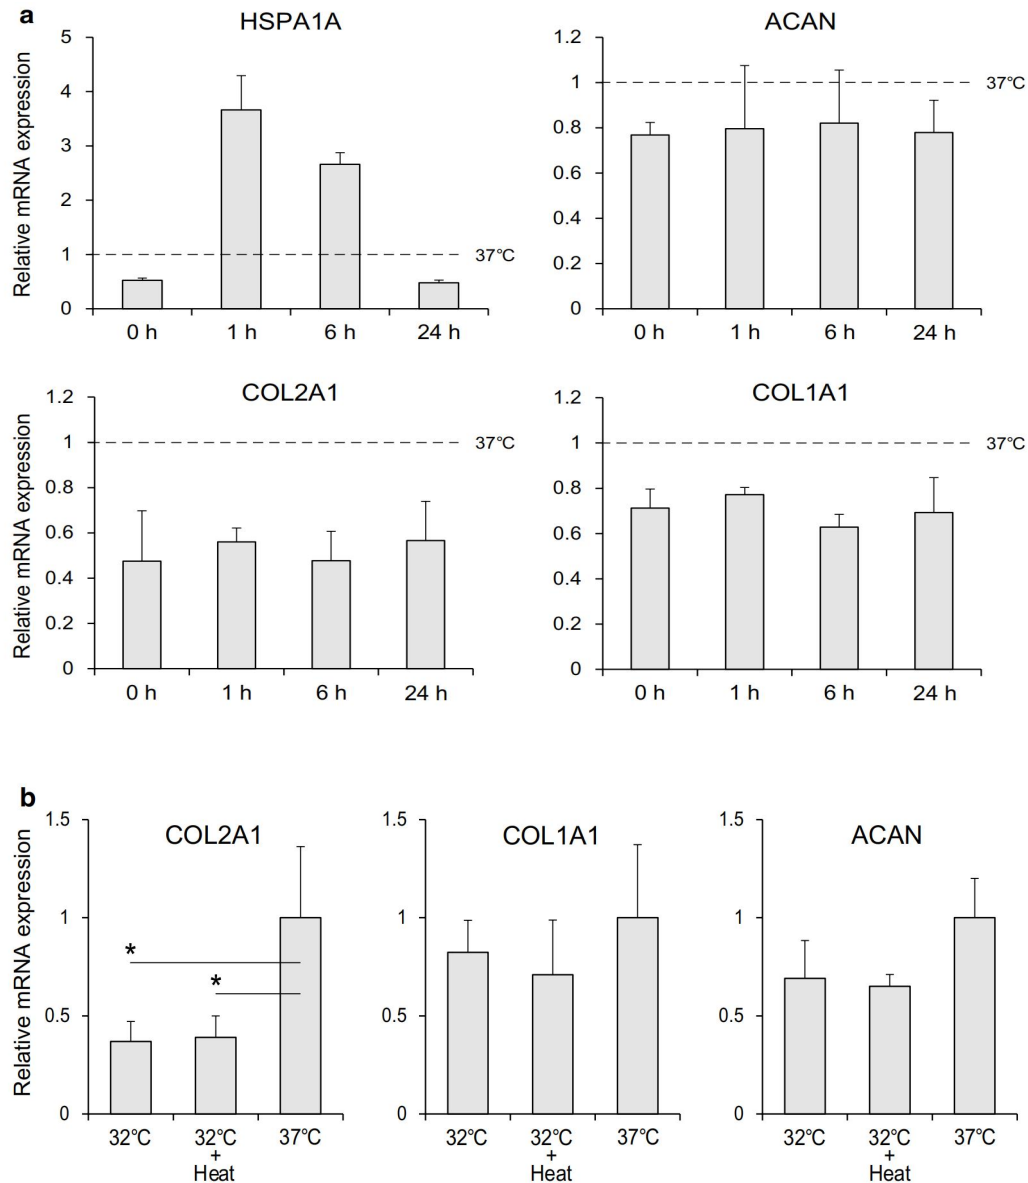 a
HSPA1A
Relative mRNA expression
5
4
3
2
1
0
37°C
0 h 1 h 6 h 24 h
ACAN
1.2
1
0.8
0.6
0.4
0.2
0
37°C
0 h 1 h 6 h 24 h
COL2A1
Relative mRNA expression
1.2
1
0.8
0.6
0.4
0.2
0
37°C
0 h 1 h 6 h 24 h
COL1A1
1.2
1
0.8
0.6
0.4
0.2
0
37°C
0 h 1 h 6 h 24 h
b
COL2A1
Relative mRNA expression
1.5
1
0.5
0
*
*
32°C 32°C 37°C
+
Heat
COL1A1
1.5
1
0.5
0
32°C 32°C 37°C
+
Heat
ACAN
1.5
1
0.5
0
32°C 32°C 37°C
+
Heat